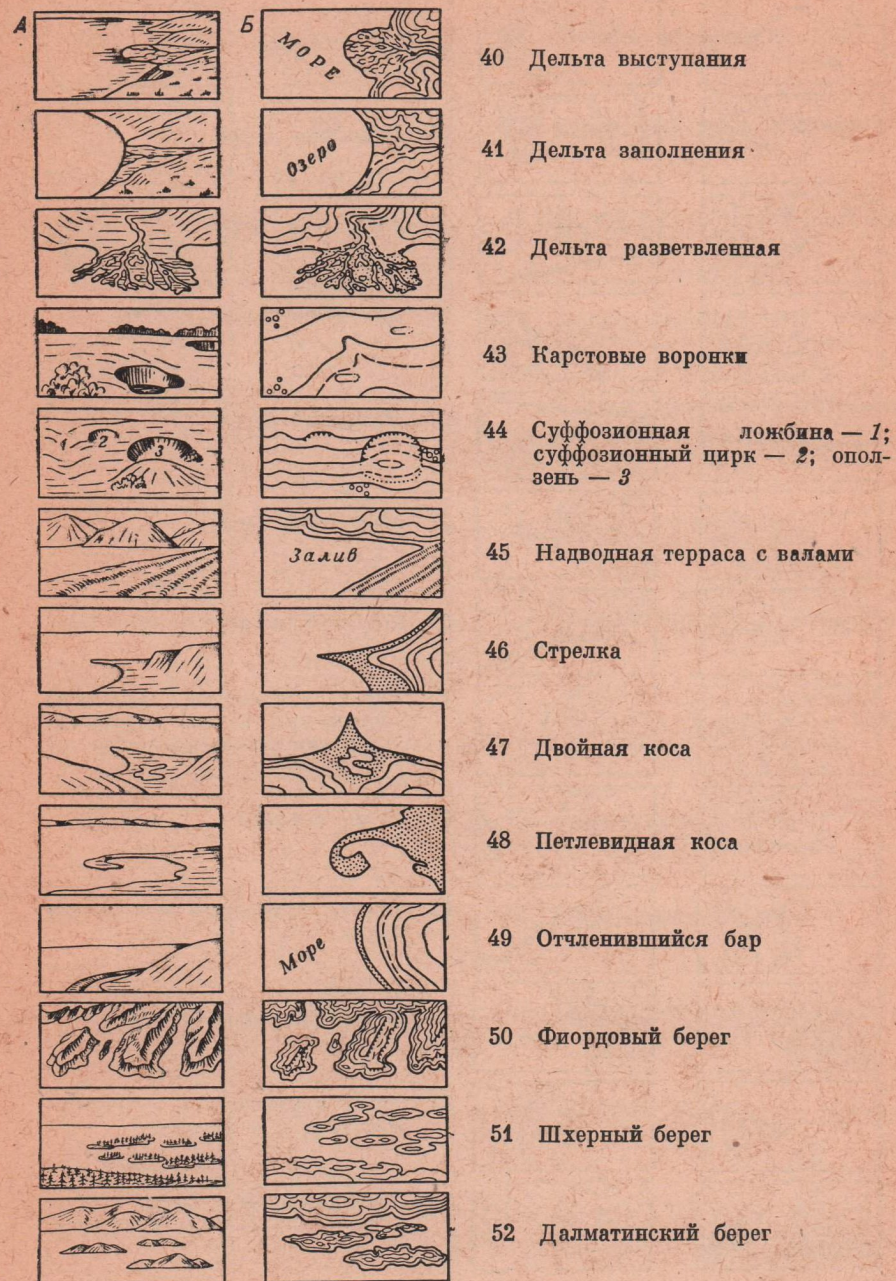 А Б
МОРЕ
40 Дельта выступания
Озеро
41 Дельта заполнения
42 Дельта разветвленная
43 Карстовые воронки
1 2 3
44 Суффозионная ложбина — 1;
суффозионный цирк — 2; опол-
зень — 3
Залив
45 Надводная терраса с валами
46 Стрелка
47 Двойная коса
48 Петлевидная коса
Море
49 Отчленившийся бар
50 Фиордовый берег
51 Шхерный берег
52 Далматинский берег